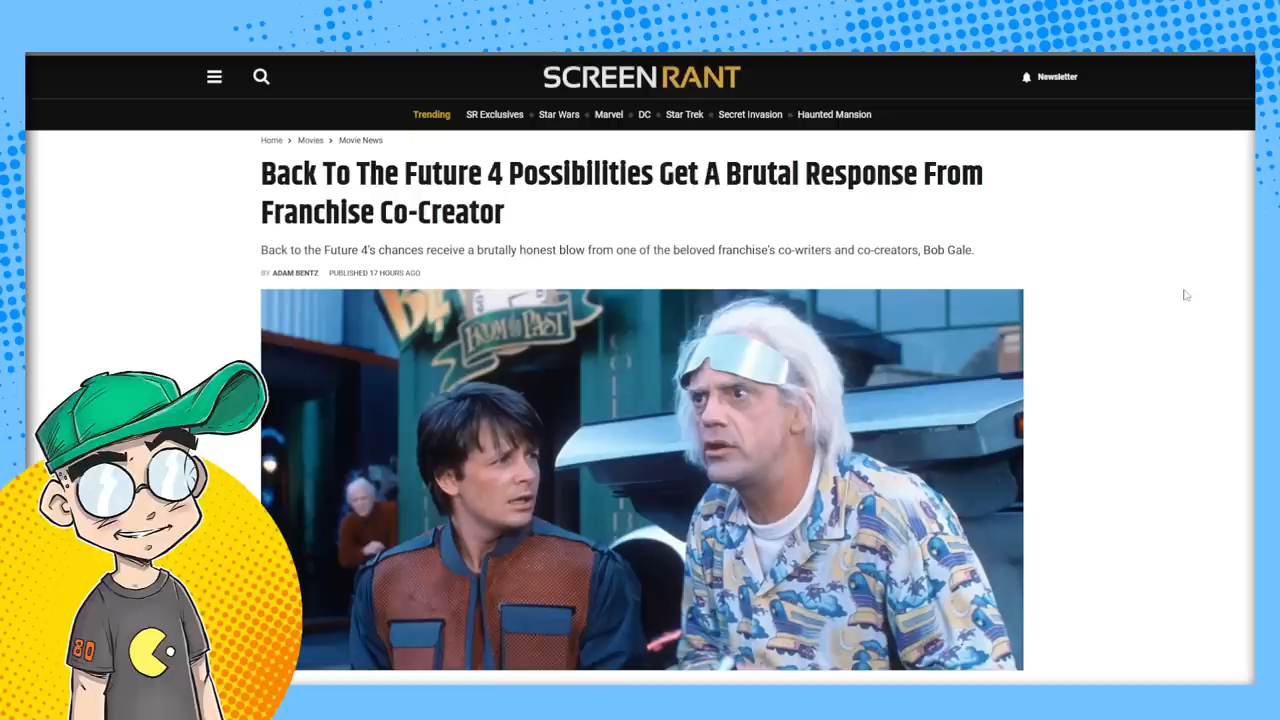 SCREENRANT
Newsletter
Trending SR Exclusives Star Wars Marvel DC Star Trek Secret Invasion Haunted Mansion
Home > Movies > Movie News
Back To The Future 4 Possibilities Get A Brutal Response From
Franchise Co-Creator
Back to the Future 4's chances receive a brutally honest blow from one of the beloved franchise's co-writers and co-creators, Bob Gale.
BY ADAM BENTZ PUBLISHED 17 HOURS AGO
FROM THE PAST
80